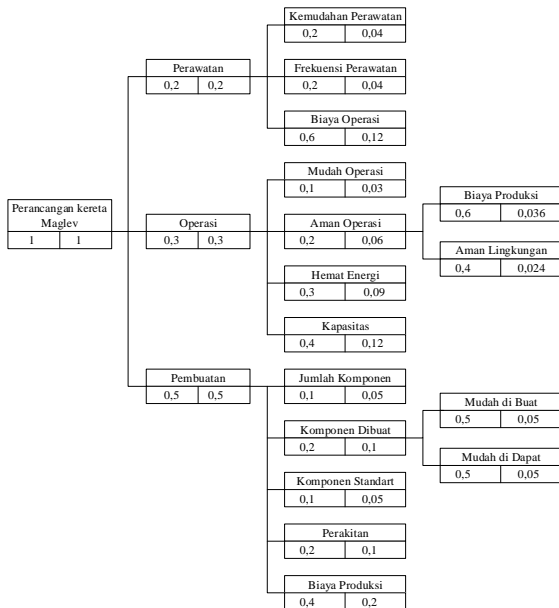 Kemudahan Perawatan
0,2 0,04
Perawatan
0,2 0,2
Frekuensi Perawatan
0,2 0,04
Biaya Operasi
0,6 0,12
Mudah Operasi
0,1 0,03
Perancangan kereta
Maglev
1 1
Operasi
0,3 0,3
Aman Operasi
0,2 0,06
Biaya Produksi
0,6 0,036
Aman Lingkungan
0,4 0,024
Hemat Energi
0,3 0,09
Kapasitas
0,4 0,12
Pembuatan
0,5 0,5
Jumlah Komponen
0,1 0,05
Komponen Dibuat
0,2 0,1
Mudah di Buat
0,5 0,05
Mudah di Dapat
0,5 0,05
Komponen Standart
0,1 0,05
Perakitan
0,2 0,1
Biaya Produksi
0,4 0,2